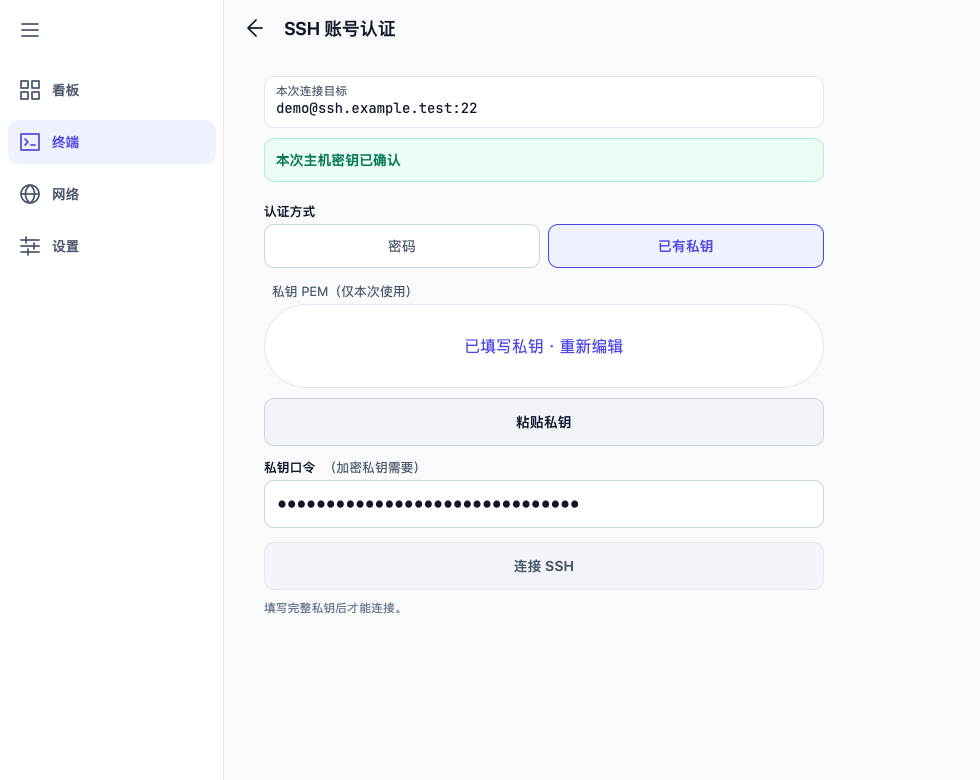 SSH 账号认证
看板
终端
网络
设置
本次连接目标
demo@ssh.example.test:22
本次主机密钥已确认
认证方式
密码
已有私钥
私钥 PEM（仅本次使用）
已填写私钥 · 重新编辑
粘贴私钥
私钥口令 （加密私钥需要）
●●●●●●●●●●●●●●●●●●●●●●●●●●●●●●●
连接 SSH
填写完整私钥后才能连接。